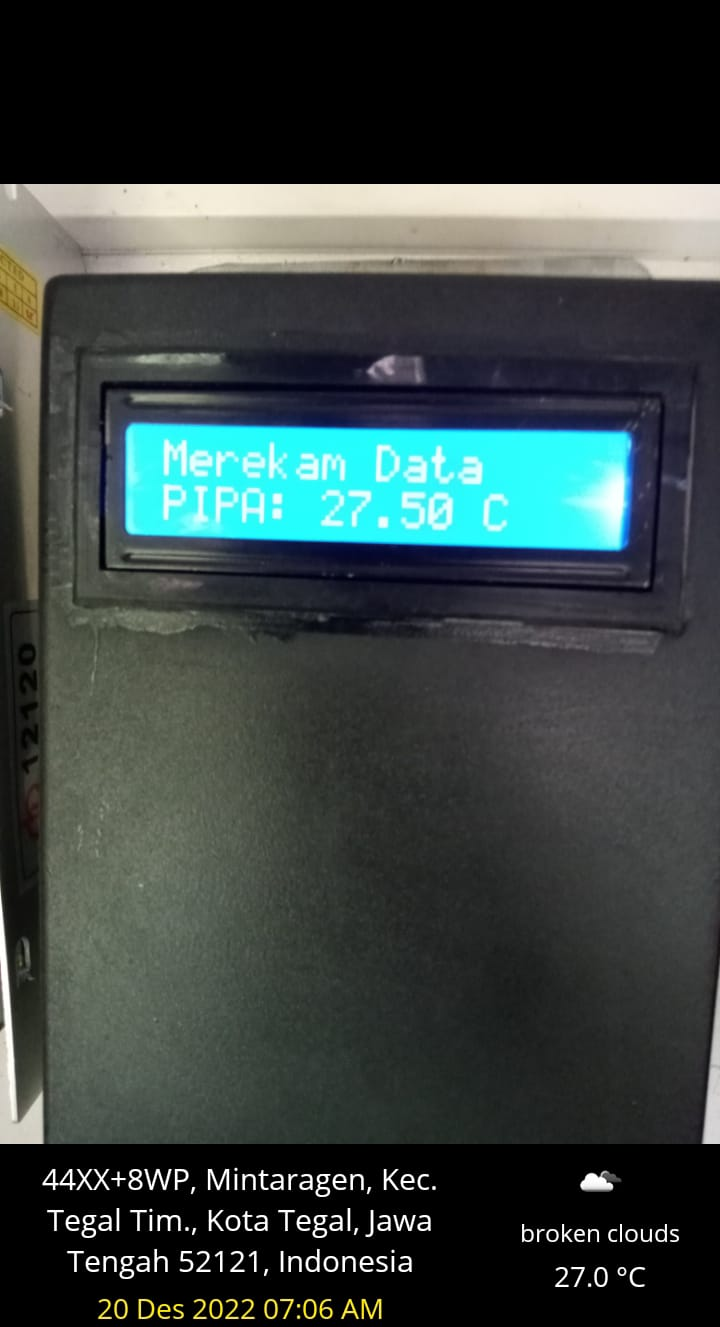 Merekam Data
PIPA: 27.50 C
12120
44XX+8WP, Mintaragen, Kec.
Tegal Tim., Kota Tegal, Jawa
Tengah 52121, Indonesia
20 Des 2022 07:06 AM
broken clouds
27.0 °C